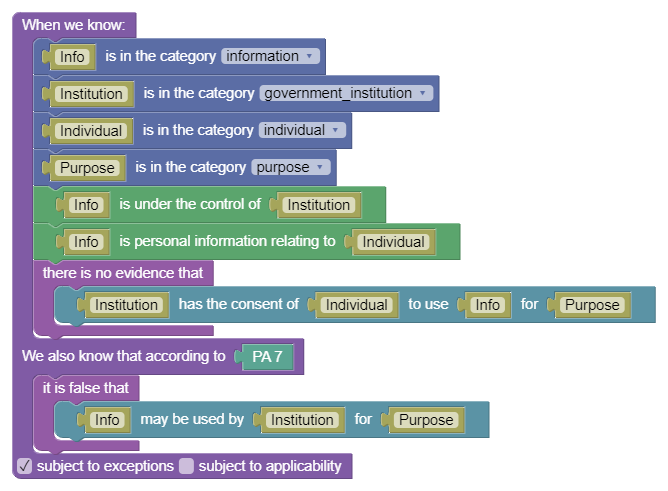 When we know:
Info is in the category information
Institution is in the category government_institution
Individual is in the category individual
Purpose is in the category purpose
Info is under the control of Institution
Info is personal information relating to Individual
there is no evidence that
Institution has the consent of Individual to use Info for Purpose
We also know that according to PA 7
it is false that
Info may be used by Institution for Purpose
subject to exceptions subject to applicability